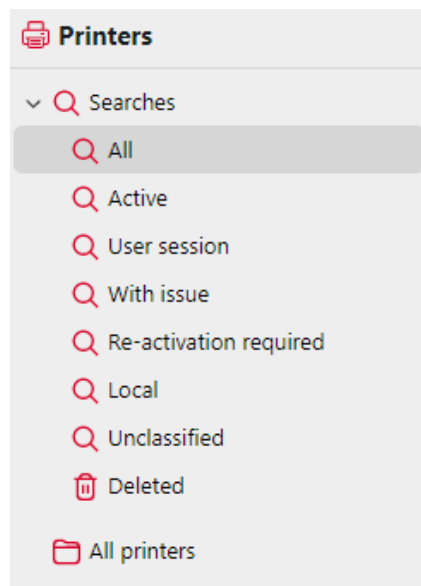 Printers
Searches
All
Active
User session
With issue
Re-activation required
Local
Unclassified
Deleted
All printers